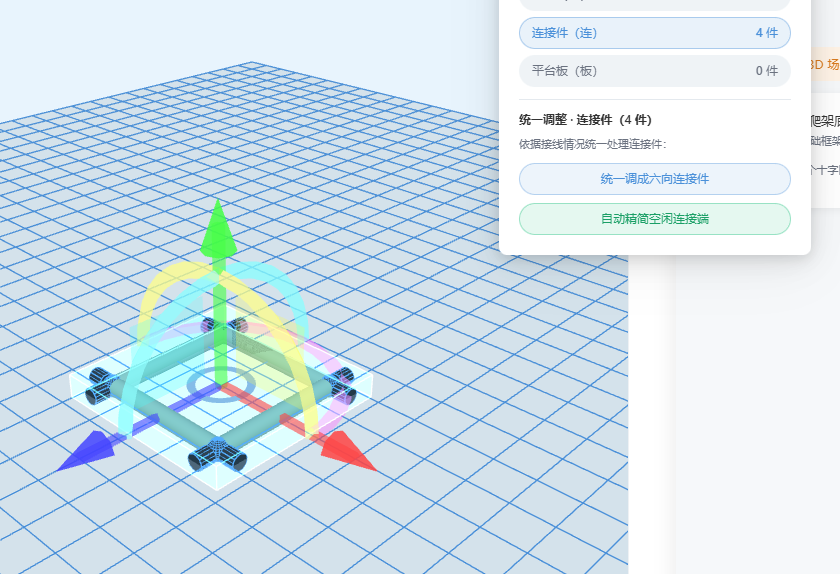 连接件（连） 4 件
平台板（板） 0 件
3D 场
统一调整 · 连接件（4 件）
爬架底
依据接线情况统一处理连接件：
础框架
统一调成六向连接件
个十字
自动精简空闲连接端